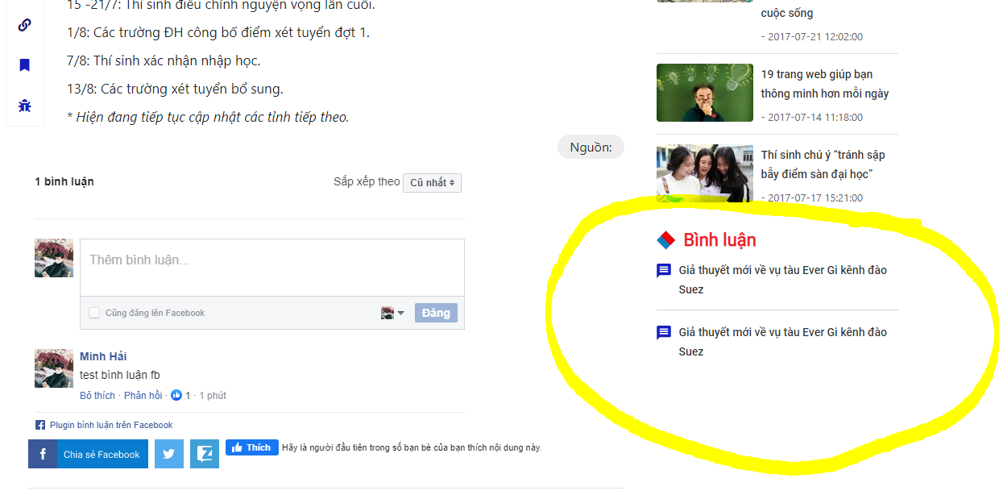 15 -21/7: Thí sinh điều chỉnh nguyện vọng lần cuối.
1/8: Các trường ĐH công bố điểm xét tuyển đợt 1.
7/8: Thí sinh xác nhận nhập học.
13/8: Các trường xét tuyển bổ sung.
* Hiện đang tiếp tục cập nhật các tỉnh tiếp theo.
Nguồn:
1 bình luận
Sắp xếp theo Cũ nhất
Thêm bình luận...
Cũng đăng lên Facebook
Đăng
Minh Hải
test bình luận fb
Bỏ thích · Phản hồi · 1 · 1 phút
Plugin bình luận trên Facebook
Chia sẻ Facebook
Thích
Hãy là người đầu tiên trong số bạn bè của bạn thích nội dung này.
cuộc sống
- 2017-07-21 12:02:00
19 trang web giúp bạn
thông minh hơn mỗi ngày
- 2017-07-14 11:18:00
Thí sinh chú ý “tránh sập
bẫy điểm sàn đại học”
- 2017-07-17 15:21:00
Bình luận
Giả thuyết mới về vụ tàu Ever Gi kênh đào
Suez
Giả thuyết mới về vụ tàu Ever Gi kênh đào
Suez